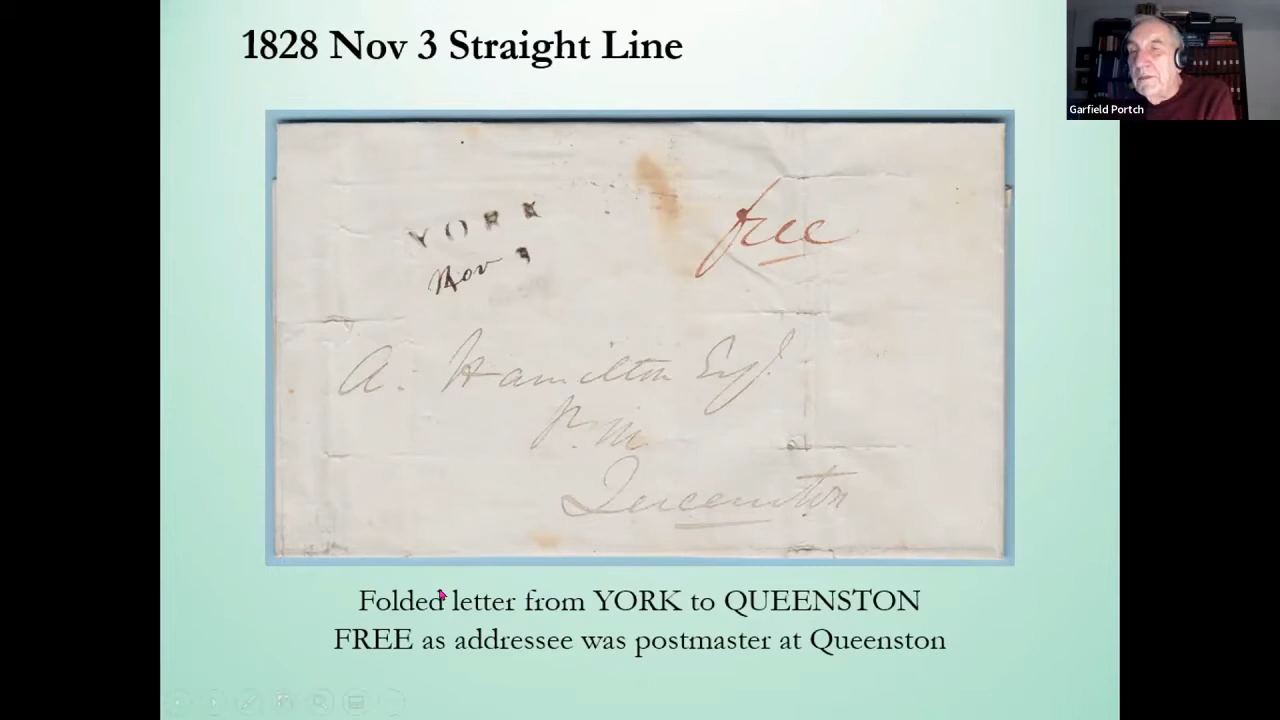 1828 Nov 3 Straight Line
Garfield Portch
YORK
Nov 3
free
A. Hamilton Esqr.
P.M
Queenston
Folded letter from YORK to QUEENSTON
FREE as addressee was postmaster at Queenston